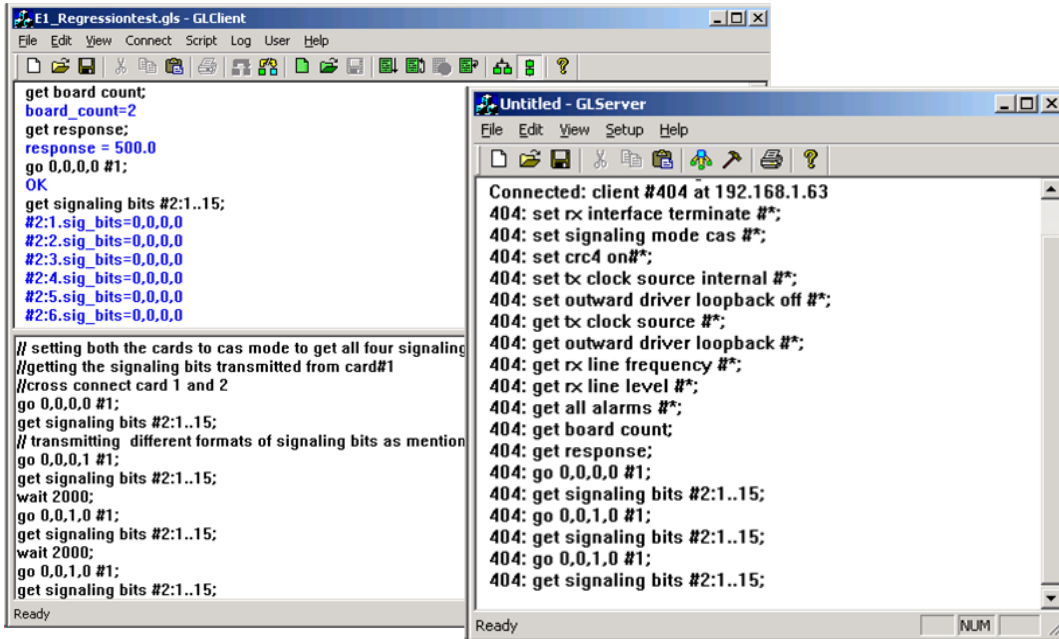 E1_Regressiontest.gls - GLClient
File Edit View Connect Script Log User Help
get board count;
board_count=2
get response;
response = 500.0
go 0,0,0,0 #1;
OK
get signaling bits #2:1..15;
#2:1.sig_bits=0,0,0,0
#2:2.sig_bits=0,0,0,0
#2:3.sig_bits=0,0,0,0
#2:4.sig_bits=0,0,0,0
#2:5.sig_bits=0,0,0,0
#2:6.sig_bits=0,0,0,0
// setting both the cards to cas mode to get all four signaling
//getting the signaling bits transmitted from card#1
//cross connect card 1 and 2
go 0,0,0,0 #1;
get signaling bits #2:1..15;
// transmitting different formats of signaling bits as mention
go 0,0,0,1 #1;
get signaling bits #2:1..15;
wait 2000;
go 0,0,1,0 #1;
get signaling bits #2:1..15;
wait 2000;
go 0,0,1,0 #1;
get signaling bits #2:1..15;
Ready
Untitled - GLServer
File Edit View Setup Help
Connected: client #404 at 192.168.1.63
404: set rx interface terminate #*;
404: set signaling mode cas #*;
404: set crc4 on#*;
404: set tx clock source internal #*;
404: set outward driver loopback off #*;
404: get tx clock source #*;
404: get outward driver loopback #*;
404: get rx line frequency #*;
404: get rx line level #*;
404: get all alarms #*;
404: get board count;
404: get response;
404: go 0,0,0,0 #1;
404: get signaling bits #2:1..15;
404: go 0,0,1,0 #1;
404: get signaling bits #2:1..15;
404: go 0,0,1,0 #1;
404: get signaling bits #2:1..15;
Ready
NUM